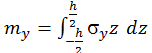 m_y = ∫_{-h/2}^{h/2} σ_y z dz